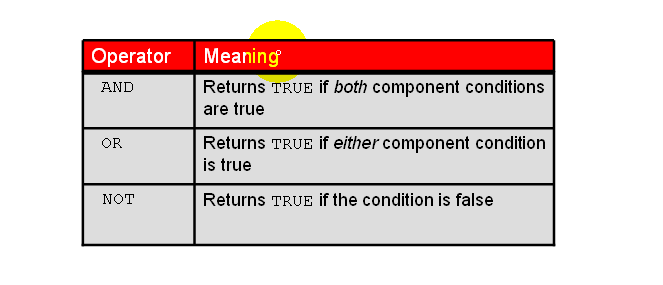 Operator Meaning
AND Returns TRUE if both component conditions
are true
OR Returns TRUE if either component condition
is true
NOT Returns TRUE if the condition is false